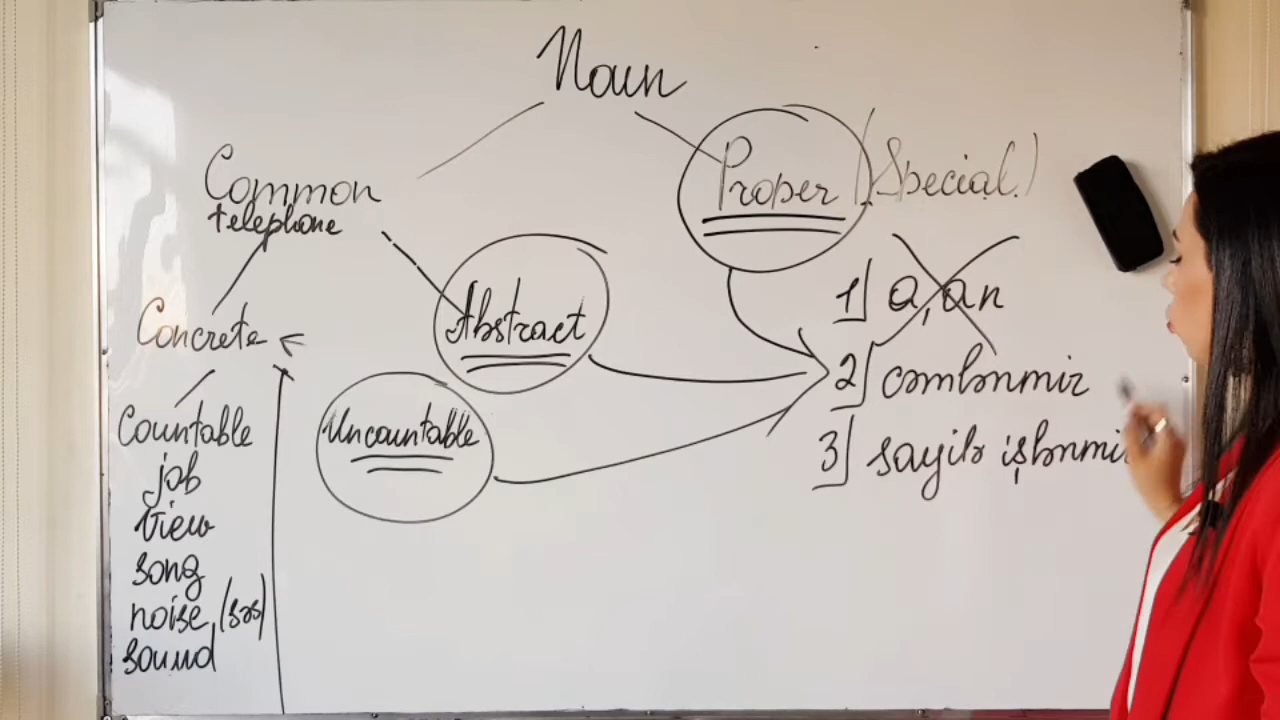 Noun
Common
telephone
Proper (Special)
Concrete
Abstract
Countable
job
view
song
noise (səs)
sound
Uncountable
1] a, an
2] cəmlənmir
3] sayılə işlənmir